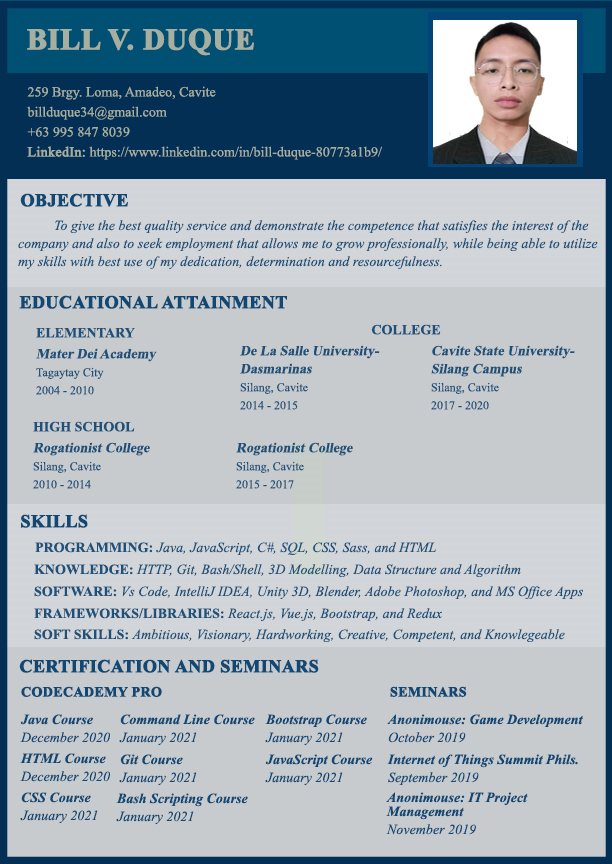 BILL V. DUQUE
259 Brgy. Loma, Amadeo, Cavite
billduque34@gmail.com
+63 995 847 8039
LinkedIn: https://www.linkedin.com/in/bill-duque-80773a1b9/
OBJECTIVE
To give the best quality service and demonstrate the competence that satisfies the interest of the
company and also to seek employment that allows me to grow professionally, while being able to utilize
my skills with best use of my dedication, determination and resourcefulness.
EDUCATIONAL ATTAINMENT
ELEMENTARY
Mater Dei Academy
Tagaytay City
2004 - 2010
COLLEGE
De La Salle University-
Dasmarinas
Silang, Cavite
2014 - 2015
Cavite State University-
Silang Campus
Silang, Cavite
2017 - 2020
HIGH SCHOOL
Rogationist College
Silang, Cavite
2010 - 2014
Rogationist College
Silang, Cavite
2015 - 2017
SKILLS
PROGRAMMING: Java, JavaScript, C#, SQL, CSS, Sass, and HTML
KNOWLEDGE: HTTP, Git, Bash/Shell, 3D Modelling, Data Structure and Algorithm
SOFTWARE: Vs Code, IntelliJ IDEA, Unity 3D, Blender, Adobe Photoshop, and MS Office Apps
FRAMEWORKS/LIBRARIES: React.js, Vue.js, Bootstrap, and Redux
SOFT SKILLS: Ambitious, Visionary, Hardworking, Creative, Competent, and Knowlegeable
CERTIFICATION AND SEMINARS
CODECADEMY PRO
Java Course
December 2020
HTML Course
December 2020
CSS Course
January 2021
Command Line Course
January 2021
Git Course
January 2021
Bash Scripting Course
January 2021
Bootstrap Course
January 2021
JavaScript Course
January 2021
SEMINARS
Anonimouse: Game Development
October 2019
Internet of Things Summit Phils.
September 2019
Anonimouse: IT Project
Management
November 2019